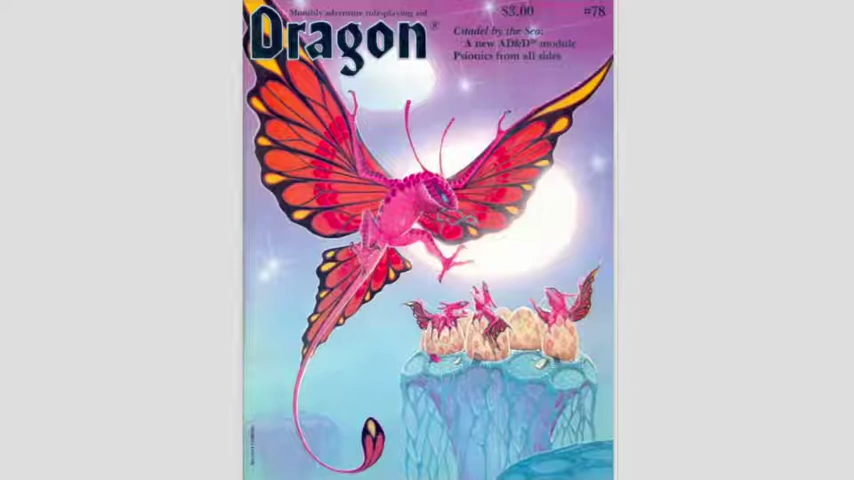 Monthly adventure role-playing aid
$3.00
#78
Dragon®
Citadel by the Sea:
A new AD&D™ module
Psionics from all sides